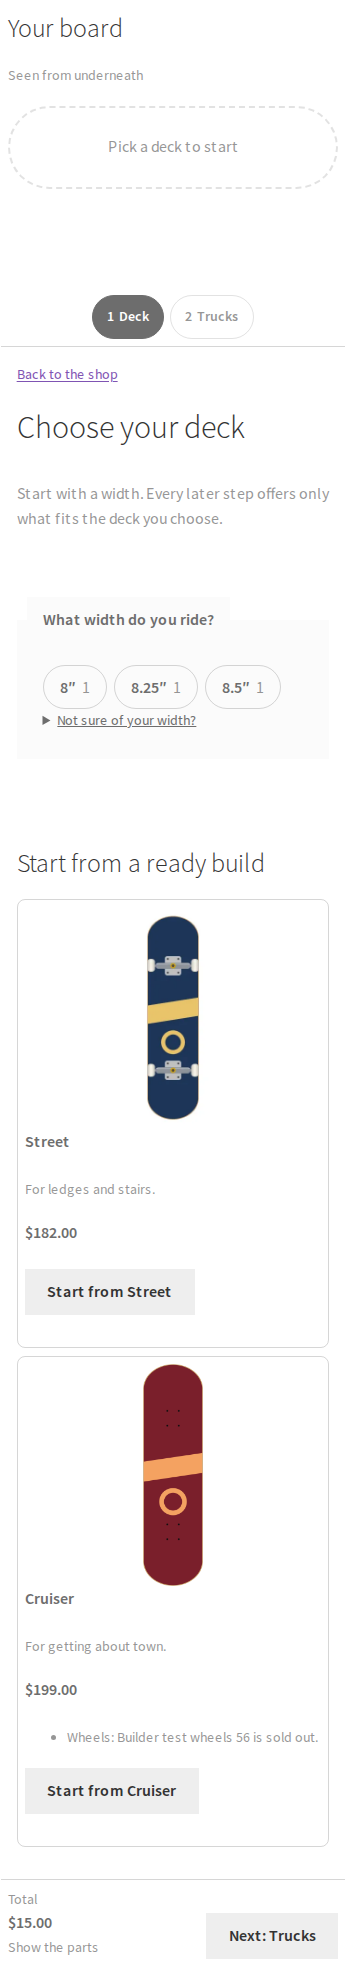 Your board
Seen from underneath
Pick a deck to start
1 Deck
2 Trucks
Back to the shop
Choose your deck
Start with a width. Every later step offers only
what fits the deck you choose.
What width do you ride?
8″ 1
8.25″ 1
8.5″ 1
Not sure of your width?
Start from a ready build
Street
For ledges and stairs.
$182.00
Start from Street
Cruiser
For getting about town.
$199.00
Wheels: Builder test wheels 56 is sold out.
Start from Cruiser
Total
$15.00
Show the parts
Next: Trucks